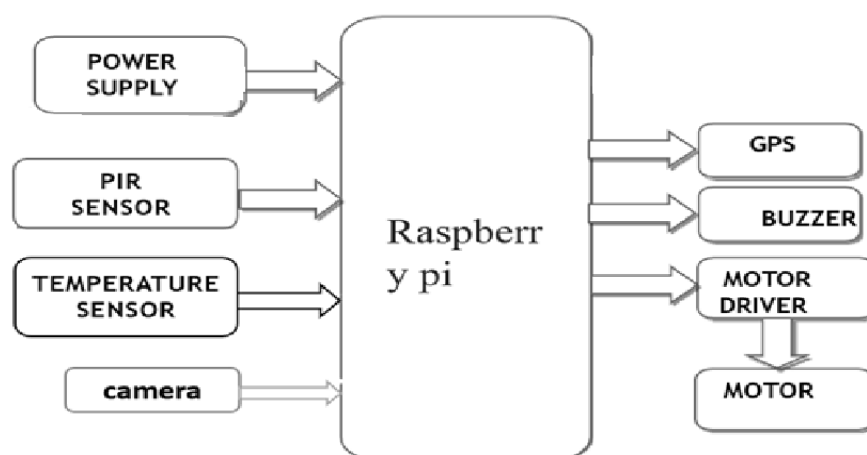 POWER
SUPPLY
PIR
SENSOR
TEMPERATURE
SENSOR
camera
Raspberr
y pi
GPS
BUZZER
MOTOR
DRIVER
MOTOR